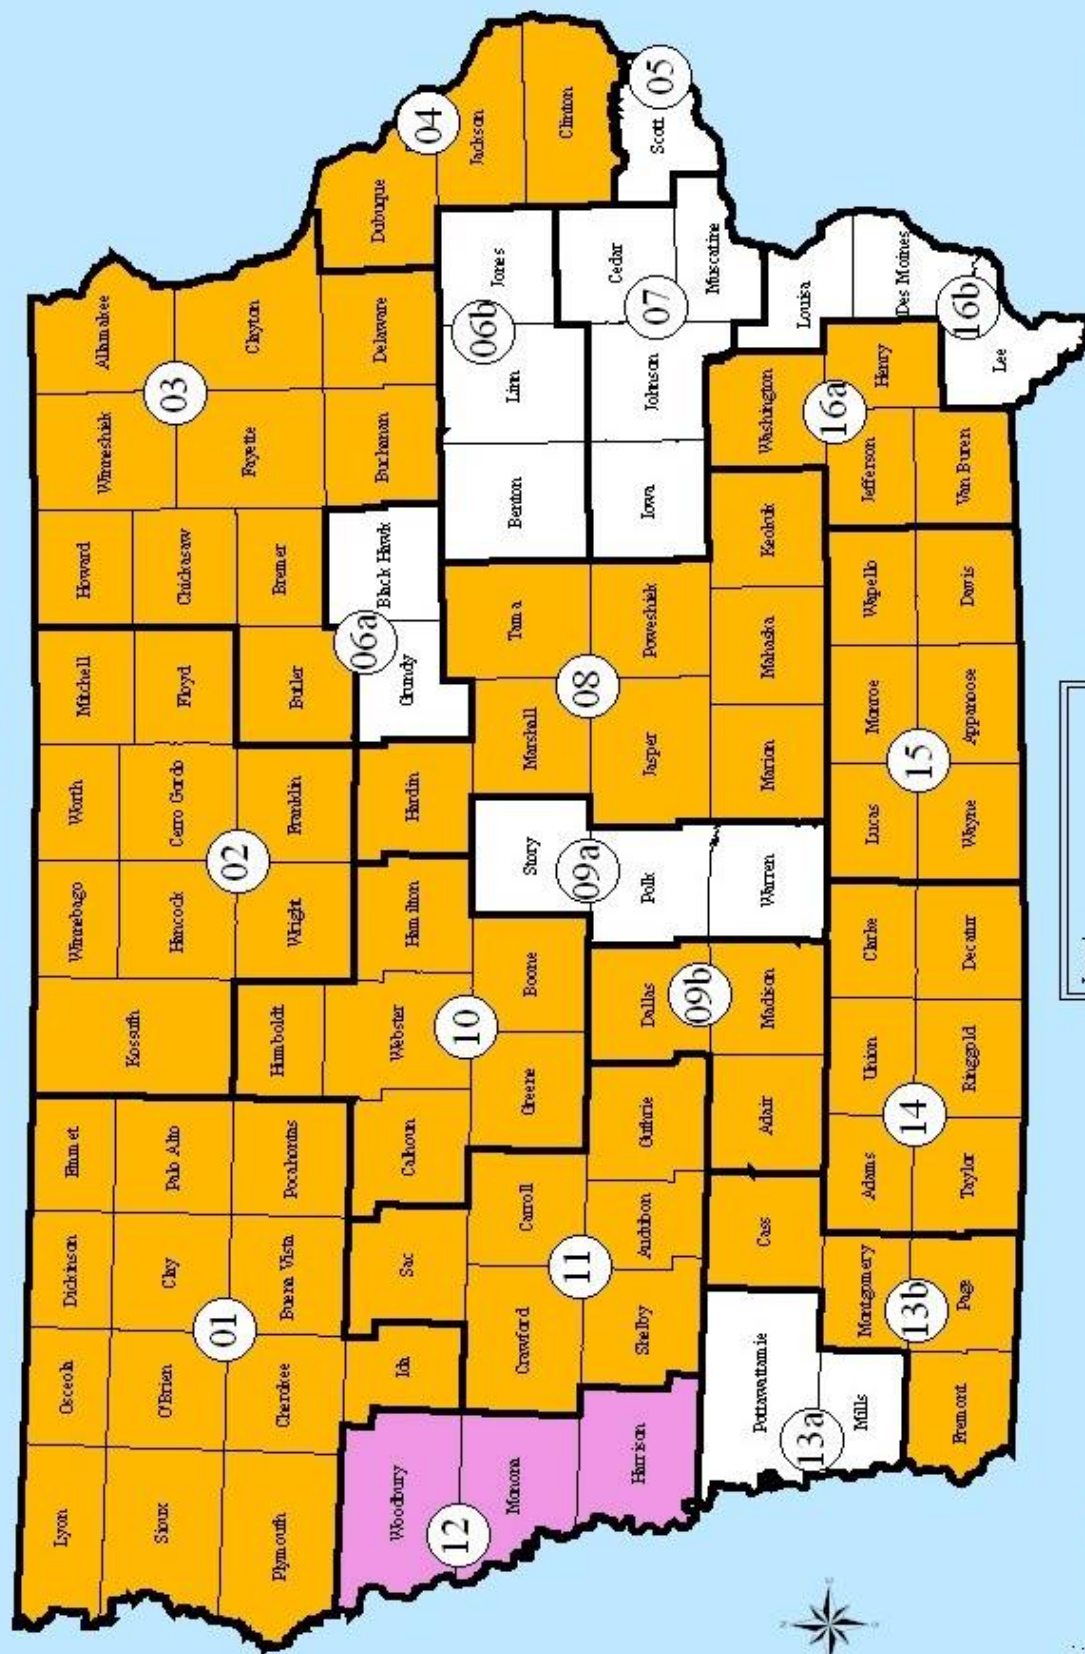 Lyon
Osceola
Dickinson
Emmet
Kossuth
Winnebago
Worth
Mitchell
Howard
Winneshiek
Allamakee
Sioux
O'Brien
Clay
Palo Alto
Hancock
Cerro Gordo
Floyd
Chickasaw
03
Fayette
Clayton
01
02
Plymouth
Cherokee
Buena Vista
Pocahontas
Humboldt
Wright
Franklin
Butler
Bremer
06a
Black Hawk
Buchanan
Delaware
Dubuque
04
Woodbury
Ida
Sac
Calhoun
Webster
Hamilton
Hardin
Grundy
12
10
06b
Jackson
Monona
Crawford
Carroll
Greene
Boone
Story
Marshall
Tama
Benton
Linn
Jones
Clinton
11
09a
08
Harrison
Shelby
Audubon
Guthrie
Dallas
Polk
Jasper
Poweshiek
Iowa
Johnson
07
Cedar
Scott
05
Muscatine
09b
Pottawattamie
Cass
Adair
Madison
Warren
Marion
Mahaska
Keokuk
Washington
Louisa
13a
16a
Mills
Montgomery
Adams
Union
Clarke
Lucas
Monroe
Wapello
Jefferson
Henry
Des Moines
13b
14
15
16b
Fremont
Page
Taylor
Ringgold
Decatur
Wayne
Appanoose
Davis
Van Buren
Lee